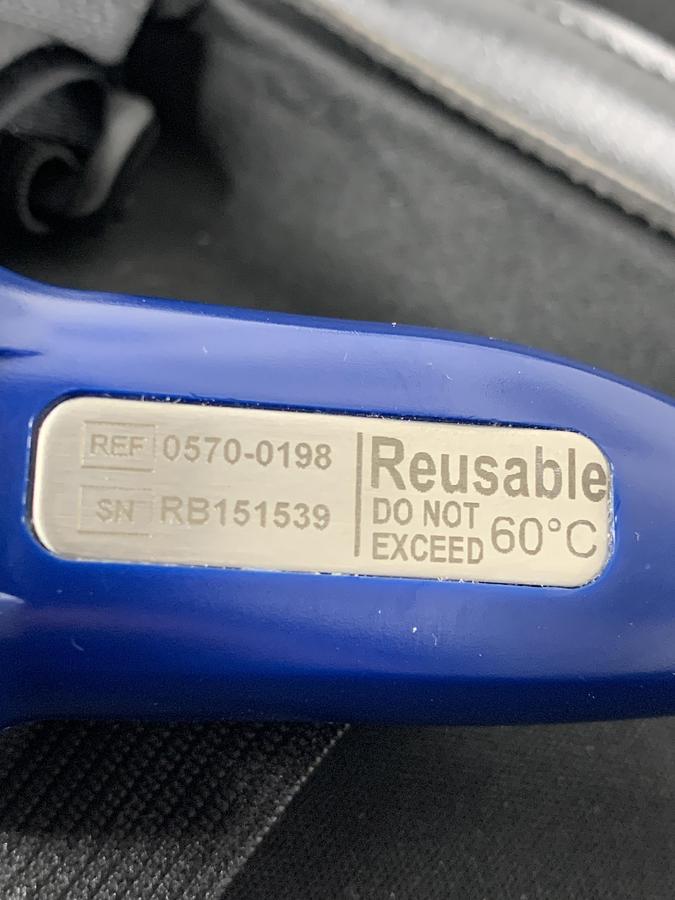 REF 0570-0198
SN RB151539
Reusable
DO NOT
EXCEED 60°C